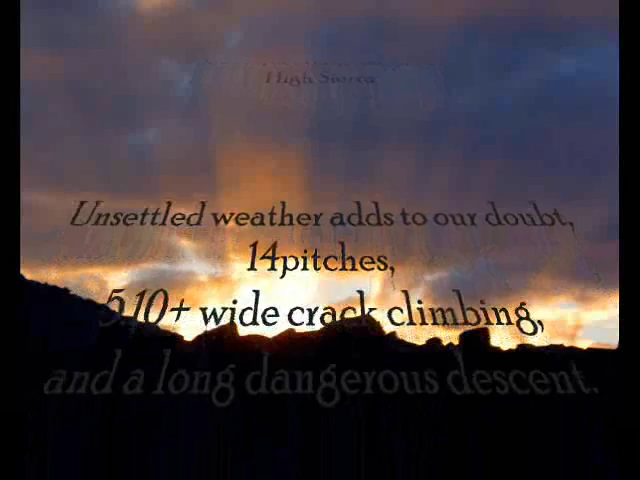 High Sierra
Unsettled weather adds to our doubt,
14pitches,
5.10+ wide crack climbing,
and a long dangerous descent.